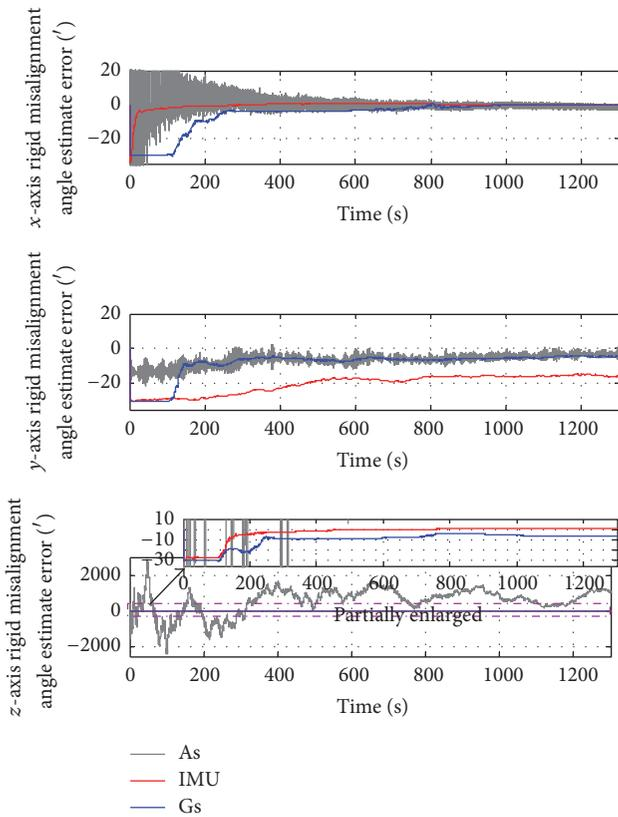 x-axis rigid misalignment
angle estimate error (′)
20
0
−20
0 200 400 600 800 1000 1200
Time (s)
y-axis rigid misalignment
angle estimate error (′)
20
0
−20
0 200 400 600 800 1000 1200
Time (s)
z-axis rigid misalignment
angle estimate error (′)
10
−10
−30
0 200 400 600 800 1000 1200
2000
0
−2000
Partially enlarged
0 200 400 600 800 1000 1200
Time (s)
As
IMU
Gs